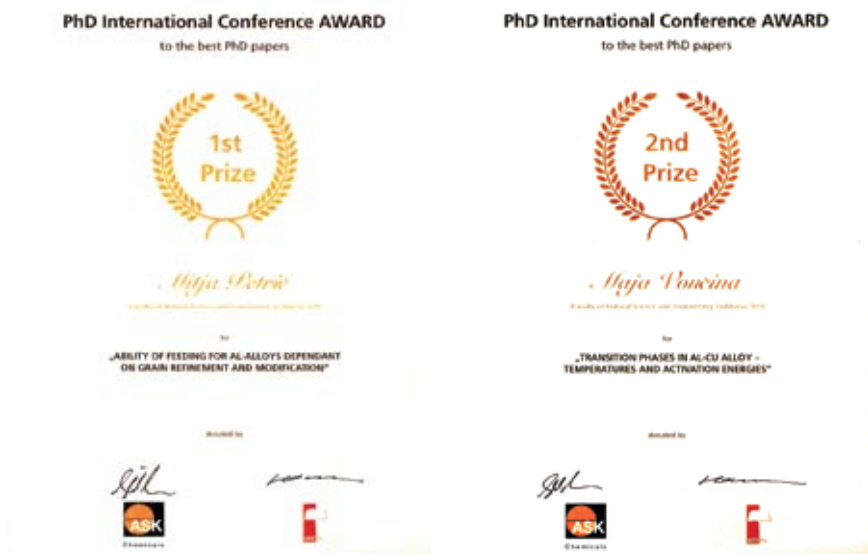 PhD International Conference AWARD
to the best PhD papers
1st
Prize
Mitja Petrič
for
„ABILITY OF FEEDING FOR AL-ALLOYS DEPENDANT
ON GRAIN REFINEMENT AND MODIFICATION“
donated by
ASK
Chemicals
PhD International Conference AWARD
to the best PhD papers
2nd
Prize
Maja Voncina
Faculty of Natural Science and Engineering,
for
„TRANSITION PHASES IN AL-CU ALLOY –
TEMPERATURES AND ACTIVATION ENERGIES“
donated by
ASK
Chemicals